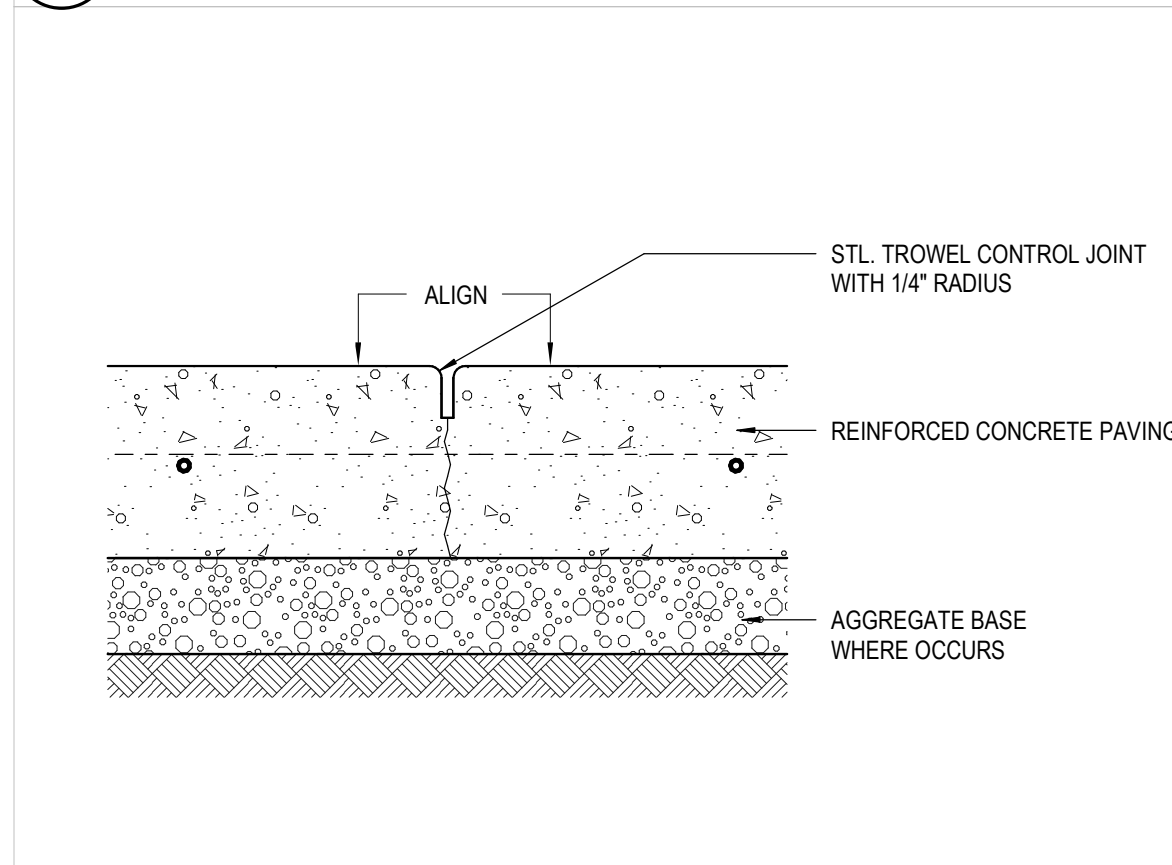 STL. TROWEL CONTROL JOINT
WITH 1/4" RADIUS
ALIGN
REINFORCED CONCRETE PAVING
AGGREGATE BASE
WHERE OCCURS